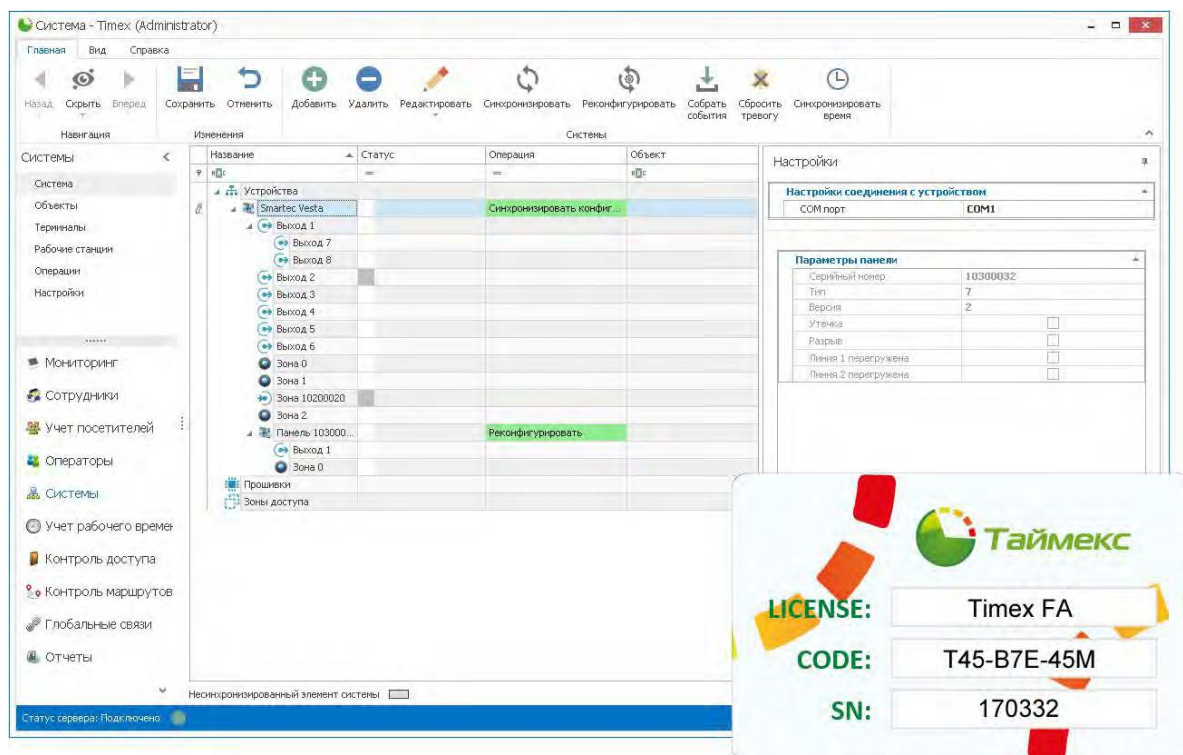 Система - Timex (Administrator)
Главная Вид Справка
Назад Скрыть Вперед Сохранить Отменить Добавить Удалить Редактировать Синхронизировать Реконфигурировать Собрать события Сбросить тревогу Синхронизировать время
Навигация Изменения Системы
Системы
Система
Объекты
Терминалы
Рабочие станции
Операции
Настройки
Мониторинг
Сотрудники
Учет посетителей
Операторы
Системы
Учет рабочего времен
Контроль доступа
Контроль маршрутов
Глобальные связи
Отчеты
Название Статус Операция Объект
Устройства
Smartec Vesta Синхронизировать конфиг...
Выход 1
Выход 7
Выход 8
Выход 2
Выход 3
Выход 4
Выход 5
Выход 6
Зона 0
Зона 1
Зона 10200020
Зона 2
Панель 103000... Реконфигурировать
Выход 1
Зона 0
Прошивки
Зоны доступа
Несинхронизированный элемент системы
Настройки
Настройки соединения с устройством
COM порт COM1
Параметры панели
Серийный номер 10300032
Тип 7
Версия 2
Утечка
Разрыв
Линия 1 перегружена
Линия 2 перегружена
Статус сервера: Подключено
Таймекс
LICENSE: Timex FA
CODE: T45-B7E-45M
SN: 170332